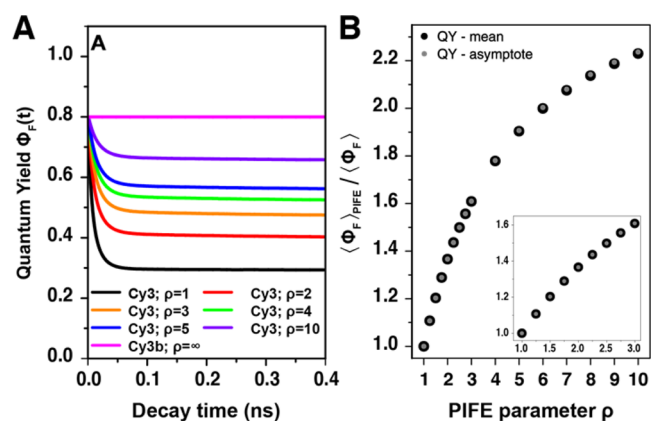 A
A
Quantum Yield ΦF(t)
1.0
0.8
0.6
0.4
0.2
0.0
Cy3; ρ=1 Cy3; ρ=2
Cy3; ρ=3 Cy3; ρ=4
Cy3; ρ=5 Cy3; ρ=10
Cy3b; ρ=∞
0.0 0.1 0.2 0.3 0.4
Decay time (ns)
B
QY - mean
QY - asymptote
⟨ΦF⟩PIFE / ⟨ΦF⟩
2.2
2.0
1.8
1.6
1.4
1.2
1.0
1.6
1.4
1.2
1.0
1.0 1.5 2.0 2.5 3.0
1 2 3 4 5 6 7 8 9 10
PIFE parameter ρ